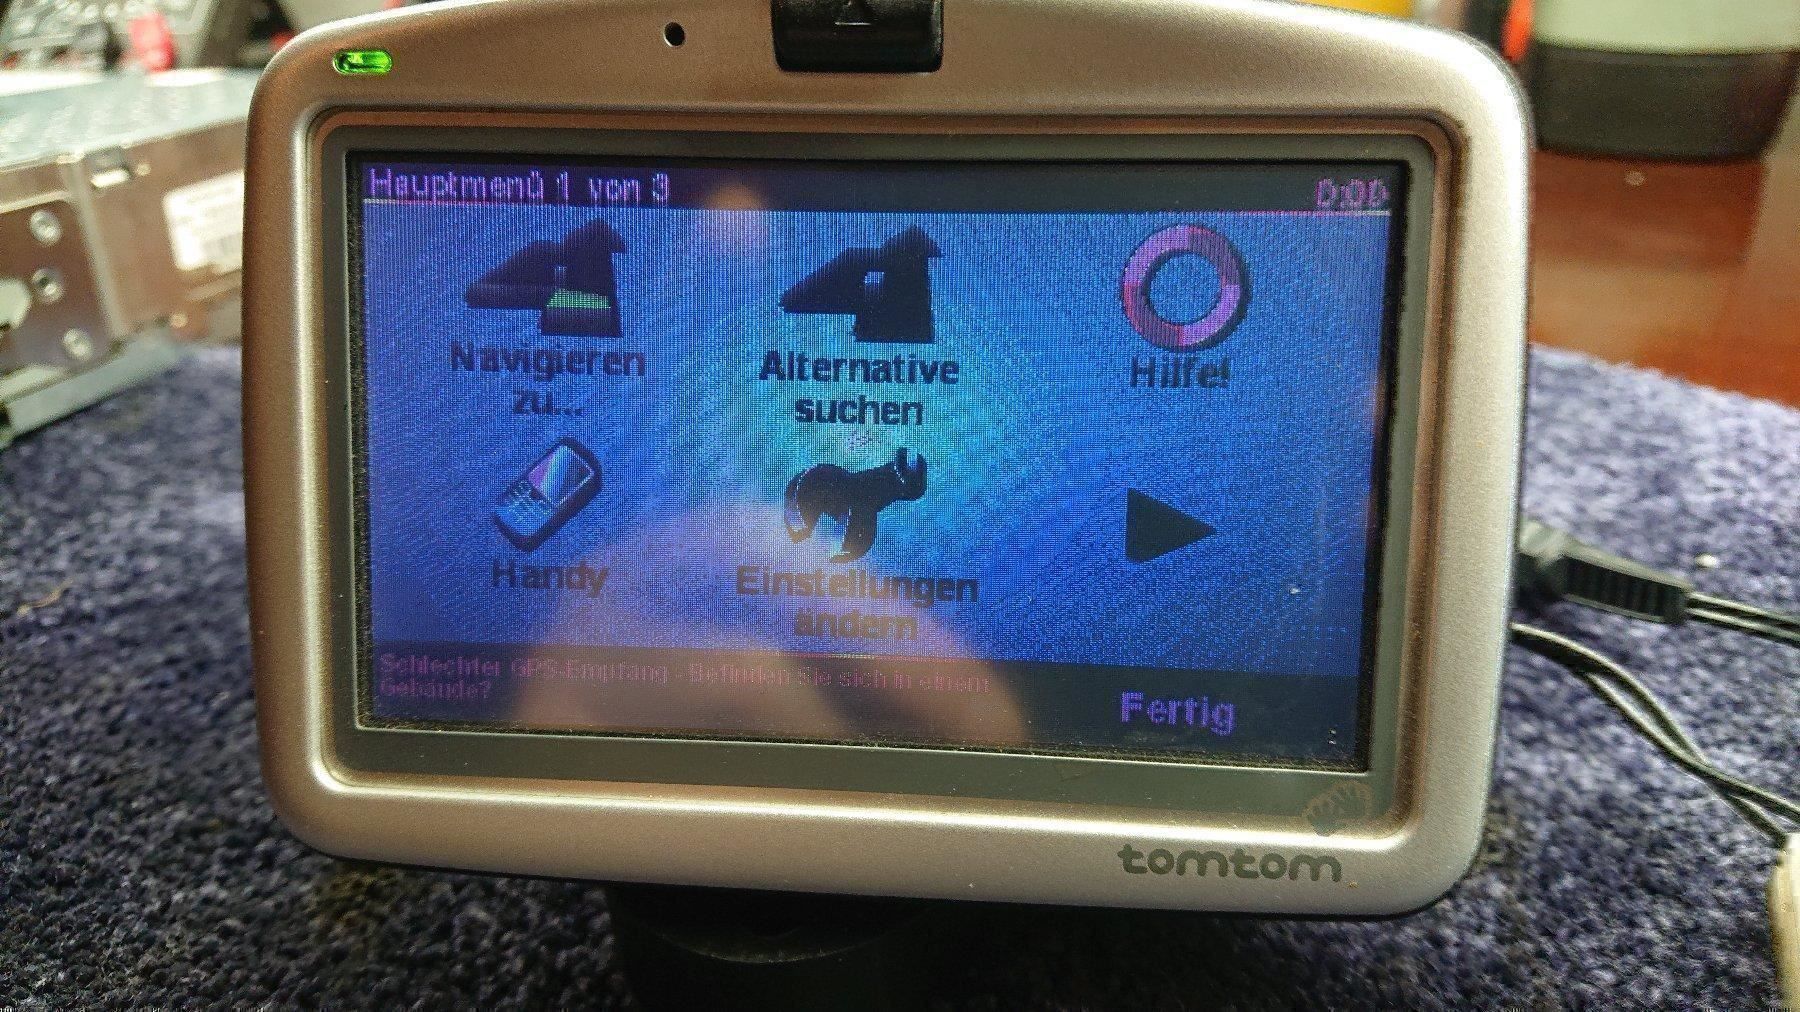 Hauptmenü 1 von 3
0:00
Navigieren
zu...
Alternative
suchen
Hilfe!
Handy
Einstellungen
ändern
Schlechter GPS-Empfang - Befinden Sie sich in einem
Gebäude?
Fertig
tomtom